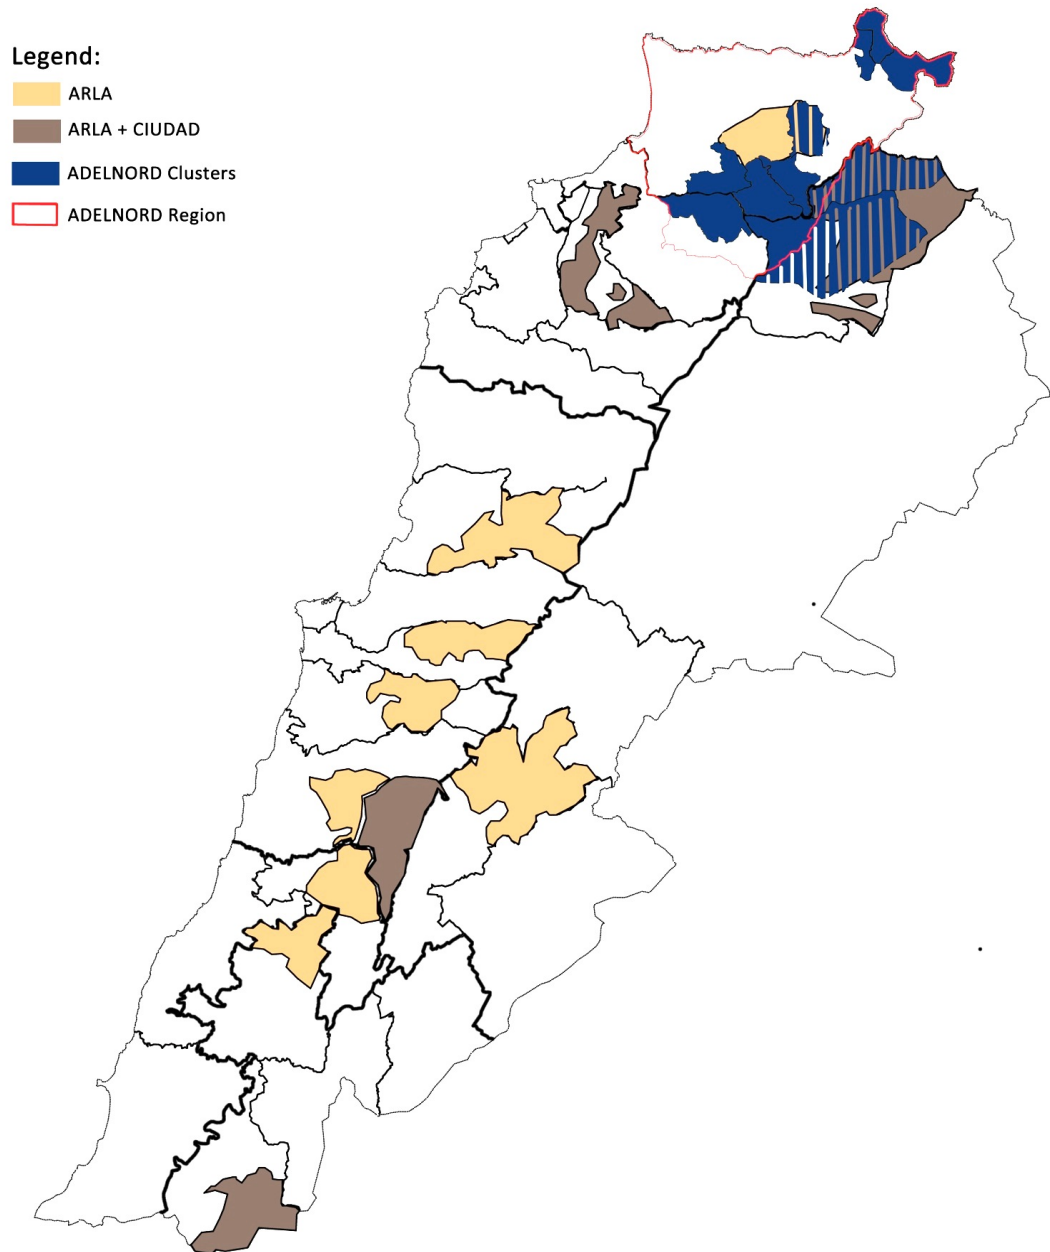 Legend:
ARLA
ARLA + CIUDAD
ADELNORD Clusters
ADELNORD Region